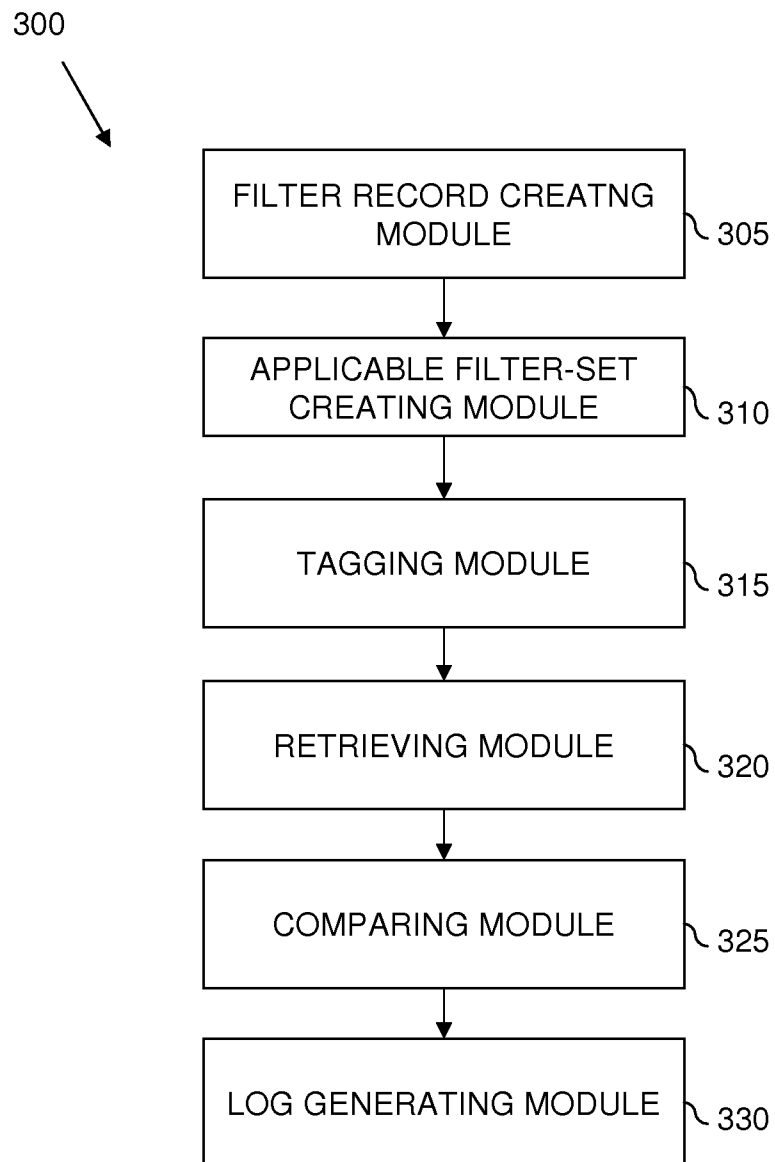 300
FILTER RECORD CREATNG
MODULE
305
APPLICABLE FILTER-SET
CREATING MODULE
310
TAGGING MODULE
315
RETRIEVING MODULE
320
COMPARING MODULE
325
LOG GENERATING MODULE
330